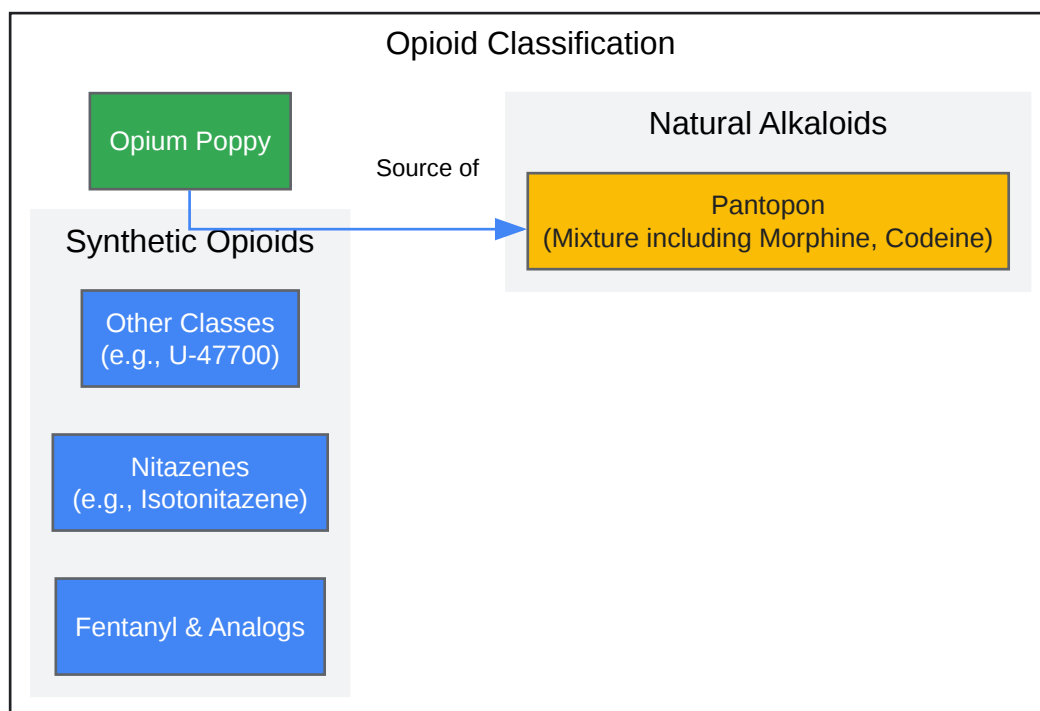 Opioid Classification
Opium Poppy
Source of
Natural Alkaloids
Pantopon
(Mixture including Morphine, Codeine)
Synthetic Opioids
Other Classes
(e.g., U-47700)
Nitazenes
(e.g., Isotonitazene)
Fentanyl & Analogs